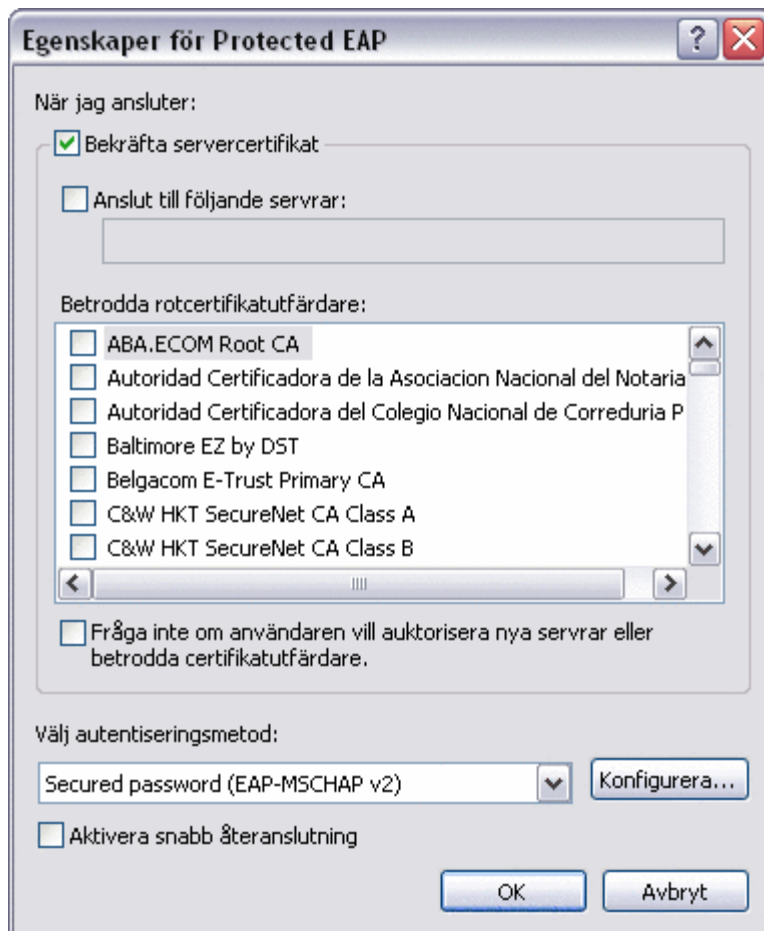 Egenskaper för Protected EAP
När jag ansluter:
Bekräfta servercertifikat
Anslut till följande servrar:
Betrodda rotcertifikatutfärdare:
ABA.ECOM Root CA
Autoridad Certificadora de la Asociacion Nacional del Notaria
Autoridad Certificadora del Colegio Nacional de Correduria P
Baltimore EZ by DST
Belgacom E-Trust Primary CA
C&W HKT SecureNet CA Class A
C&W HKT SecureNet CA Class B
Fråga inte om användaren vill auktorisera nya servrar eller
betrodda certifikatutfärdare.
Välj autentiseringsmetod:
Secured password (EAP-MSCHAP v2)
Konfigurera...
Aktivera snabb återanslutning
OK
Avbryt